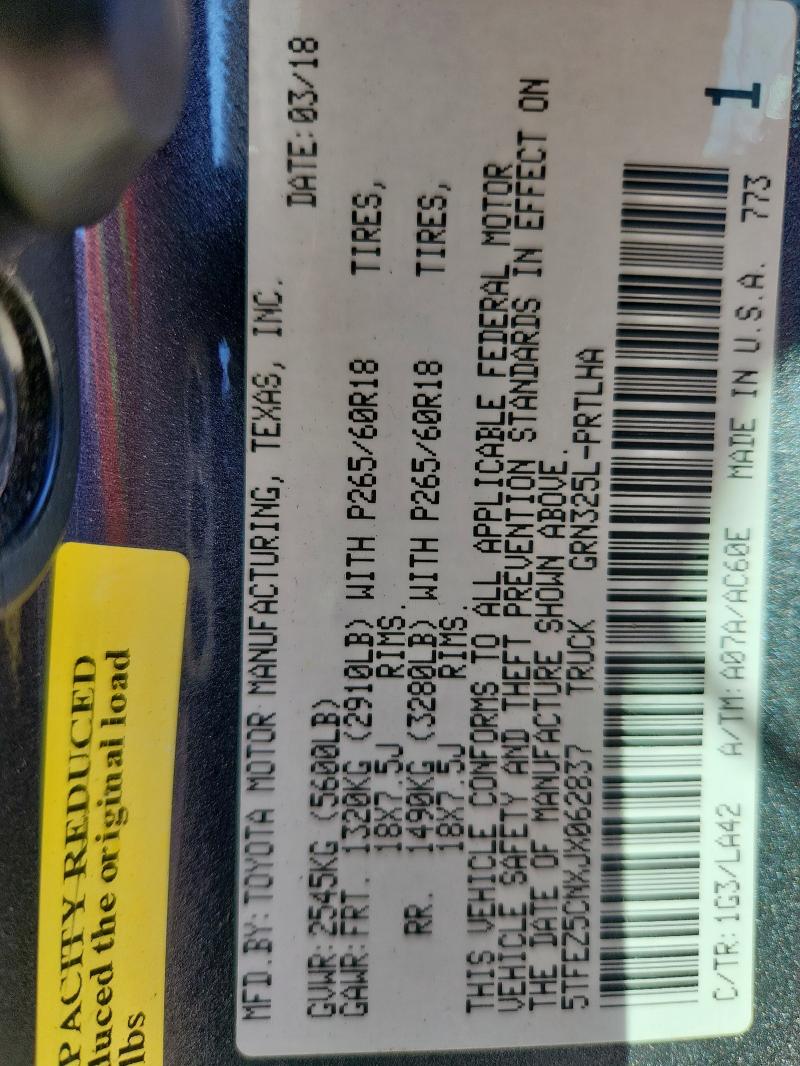 MFD.BY: TOYOTA MOTOR MANUFACTURING, TEXAS, INC.
DATE: 03/18
GVWR: 2545KG (5600LB)
GAWR: FRT. 1320KG (2910LB) WITH P265/60R18 TIRES,
18X7.5J RIMS.
RR. 1490KG (3280LB) WITH P265/60R18 TIRES,
18X7.5J RIMS.
THIS VEHICLE CONFORMS TO ALL APPLICABLE FEDERAL MOTOR
VEHICLE SAFETY AND THEFT PREVENTION STANDARDS IN EFFECT ON
THE DATE OF MANUFACTURE SHOWN ABOVE.
5TFEZ5CNXJX062837 TRUCK GRN325L-PRTLHA
1
C/TR: 1G3/LA42 A/TM: A07A/AC60E MADE IN U.S.A. 773
PACITY REDUCED
duced the original load
lbs